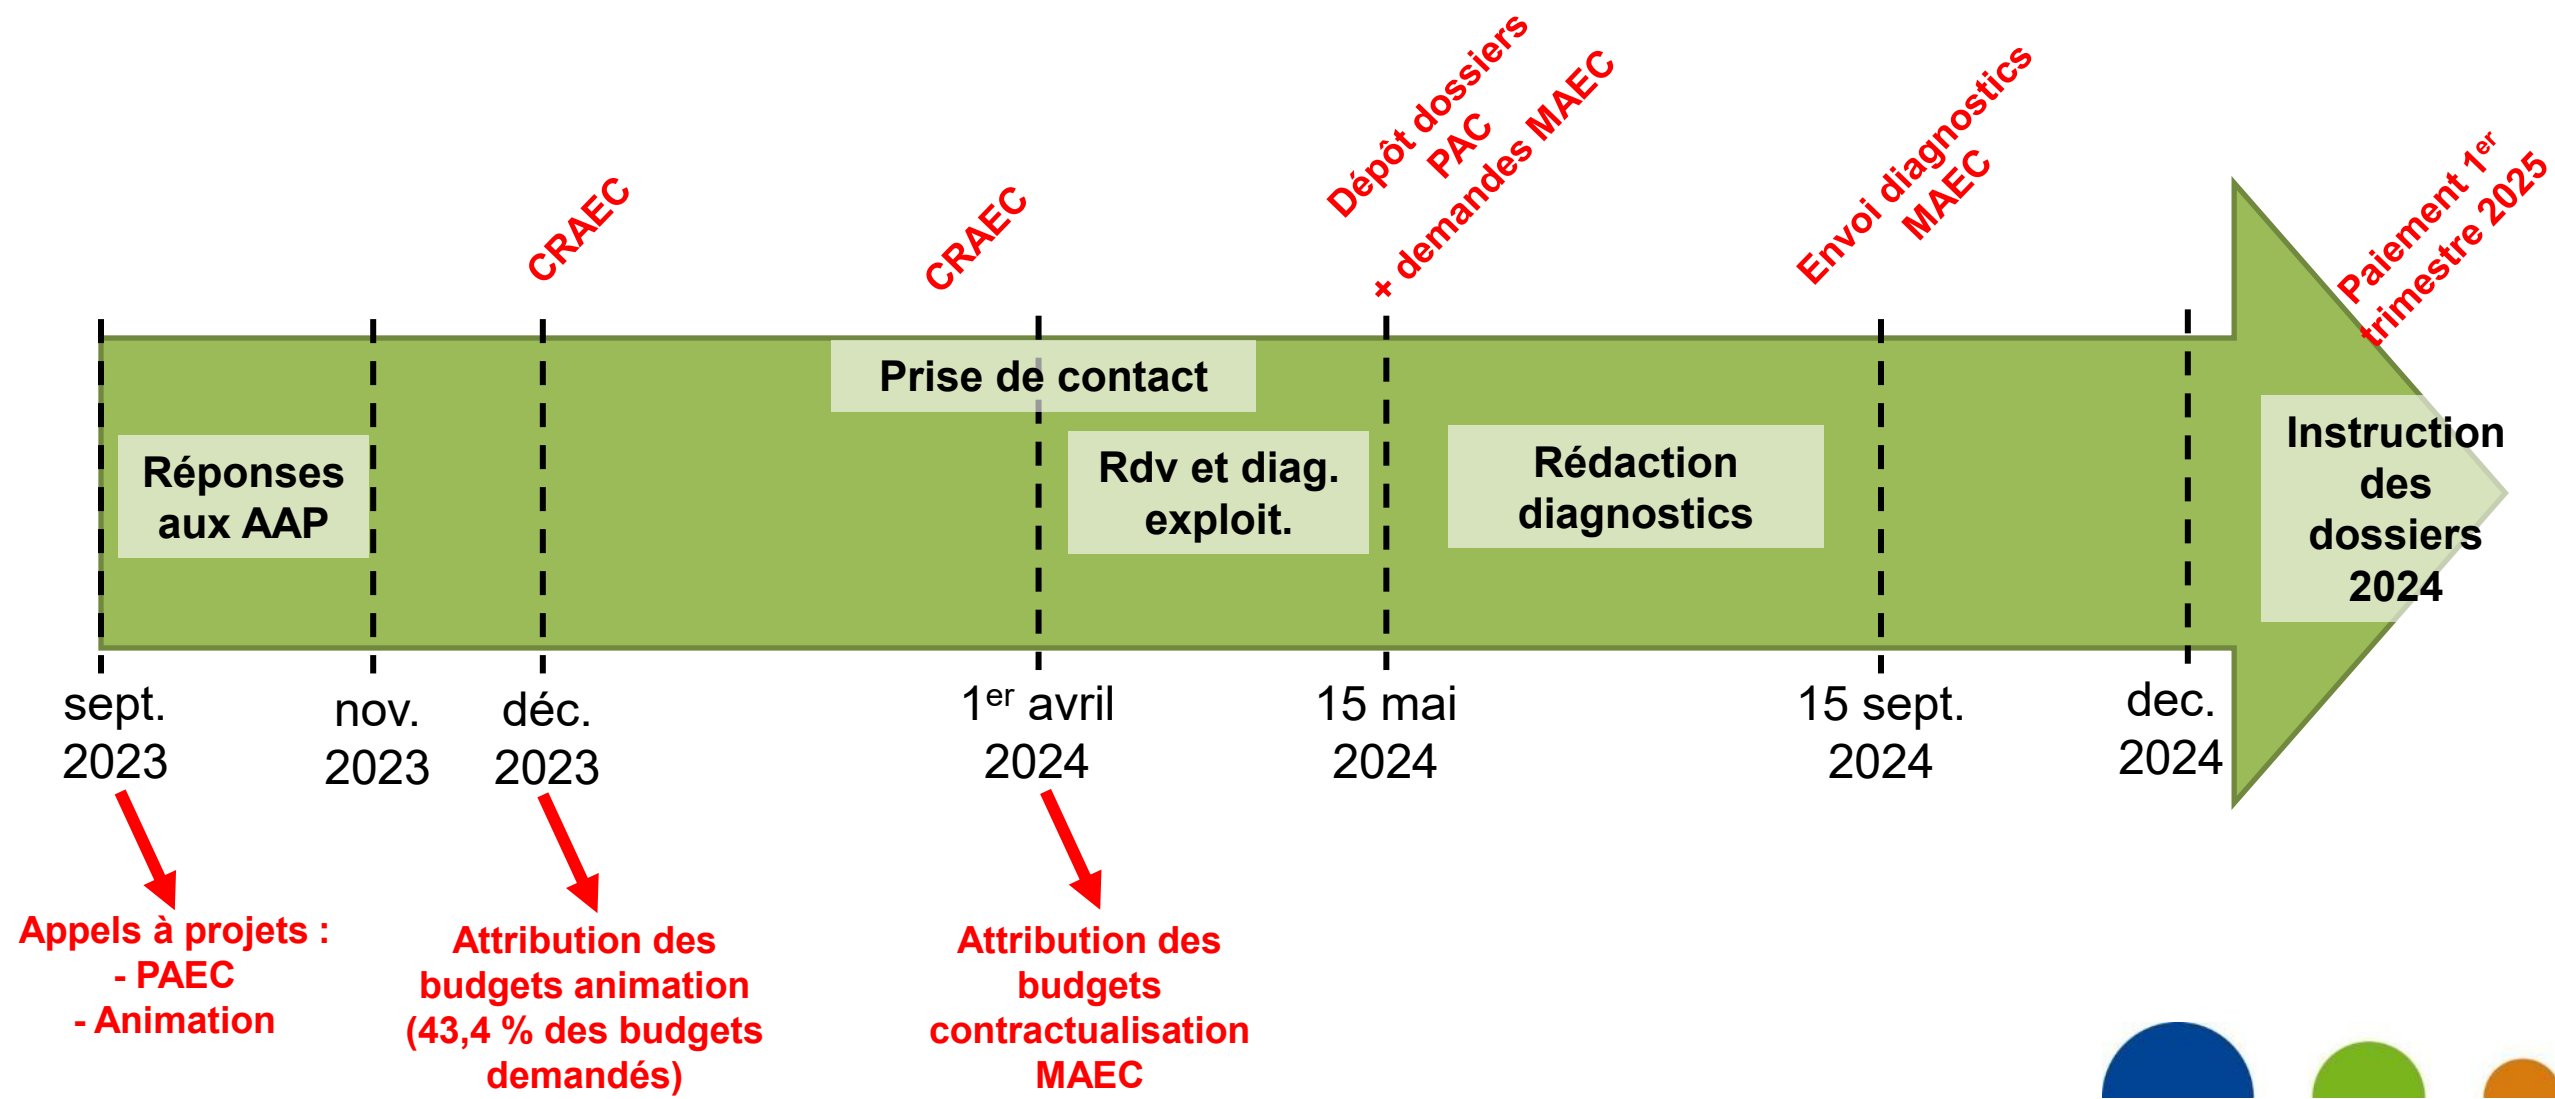 CRAEC
CRAEC
Dépôt dossiers
PAC
+ demandes MAEC
Envoi diagnostics
MAEC
Paiement 1er
trimestre 2025
Prise de contact
Réponses
aux AAP
Rdv et diag.
exploit.
Rédaction
diagnostics
Instruction
des
dossiers
2024
sept.
2023
nov.
2023
déc.
2023
1er avril
2024
15 mai
2024
15 sept.
2024
dec.
2024
Appels à projets :
- PAEC
- Animation
Attribution des
budgets animation
(43,4 % des budgets
demandés)
Attribution des
budgets
contractualisation
MAEC